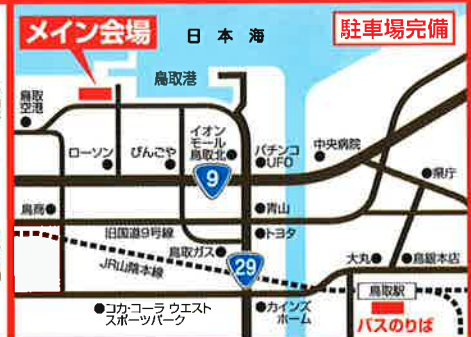 メイン会場
日本海
駐車場完備
鳥取港
鳥取
空港
ローソン
びんごや
イオン
モール
鳥取北
パチンコ
UFO
中央病院
9
県庁
鳥商
青山
旧国道9号線
トヨタ
鳥取ガス
JR山陰本線
29
大丸
鳥銀本店
鳥取駅
コカ・コーラ ウエスト
スポーツパーク
カインズ
ホーム
バスのりば